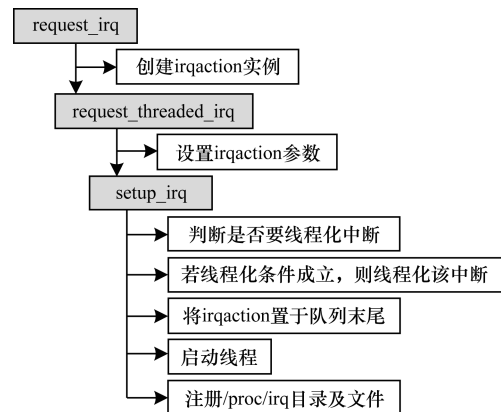 request_irq
创建irqaction实例
request_threaded_irq
设置irqaction参数
setup_irq
判断是否要线程化中断
若线程化条件成立，则线程化该中断
将irqaction置于队列末尾
启动线程
注册/proc/irq目录及文件